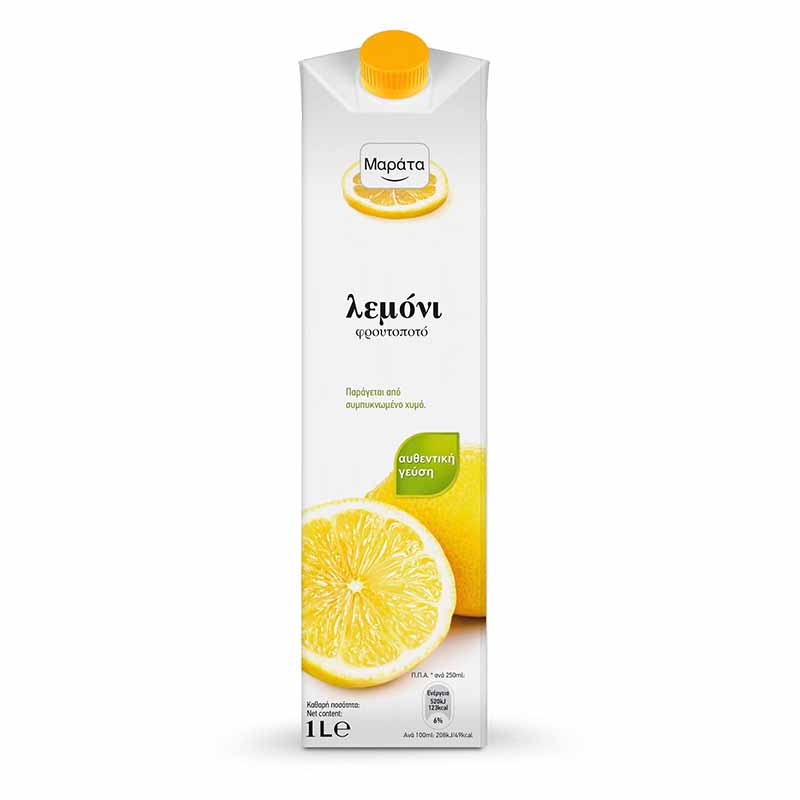 Μαράτα
λεμόνι
φρουτοποτό
Παράγεται από
συμπυκνωμένο χυμό.
αυθεντική
γεύση
Π.Π.Α. * ανά 250ml:
Ενέργεια
520kJ
123kcal
6%
Καθαρή ποσότητα:
Net content:
1L℮
Ανά 100ml: 208kJ/49kcal